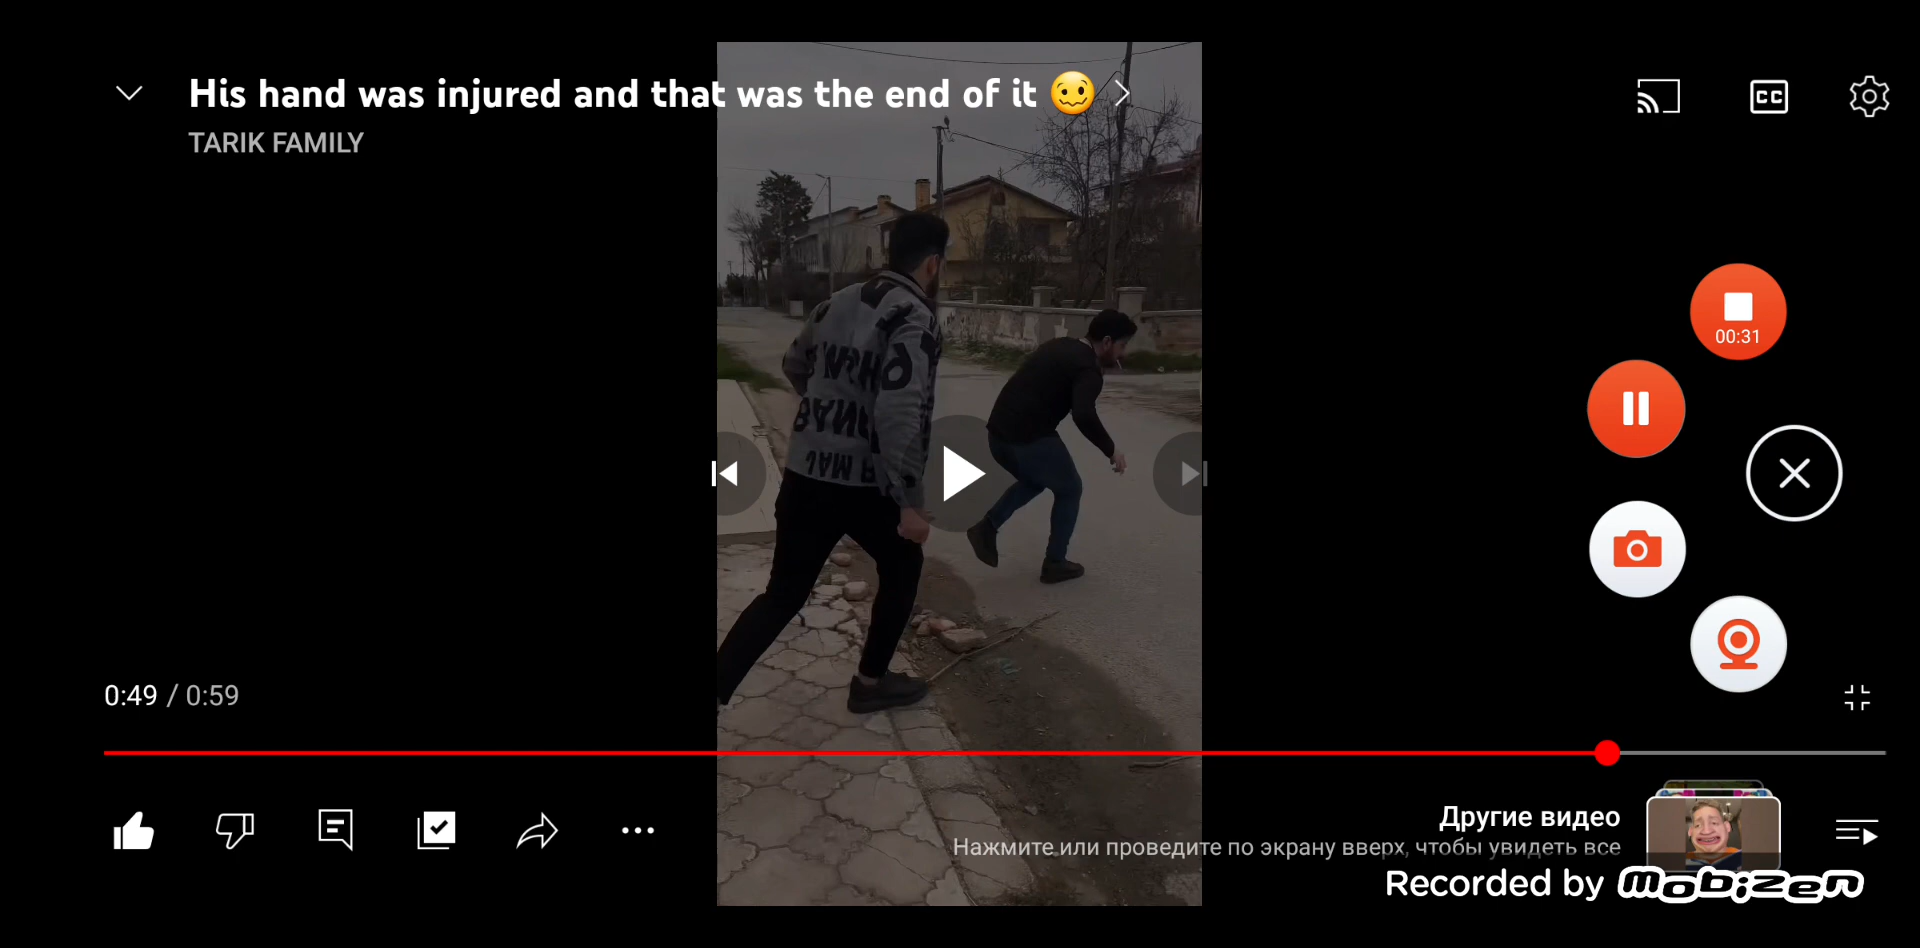 His hand was injured and that was the end of it 🥴
TARIK FAMILY
CC
00:31
0:49 / 0:59
Другие видео
Нажмите или проведите по экрану вверх, чтобы увидеть все
Recorded by mobizen